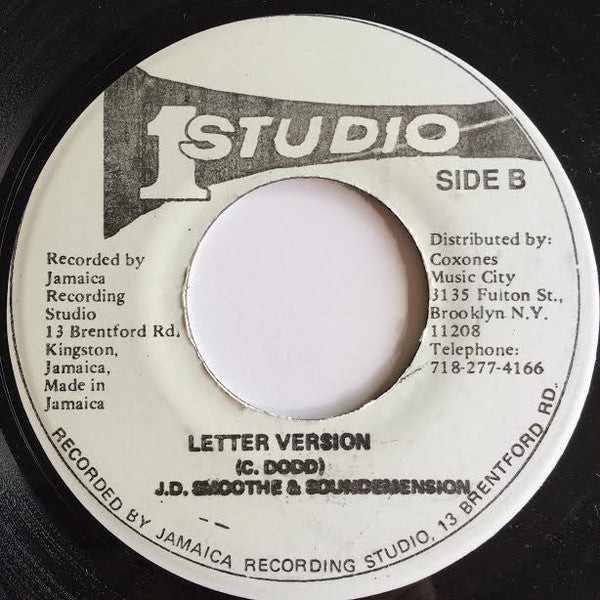 1 STUDIO
SIDE B
Recorded by
Jamaica
Recording
Studio
13 Brentford Rd.
Kingston,
Jamaica,
Made in
Jamaica
Distributed by:
Coxones
Music City
3135 Fulton St.,
Brooklyn N.Y.
11208
Telephone:
718-277-4166
LETTER VERSION
(C. DODD)
J.D. SMOOTHE & SOUNDEMENSION
RECORDED BY JAMAICA RECORDING STUDIO, 13 BRENTFORD RD.